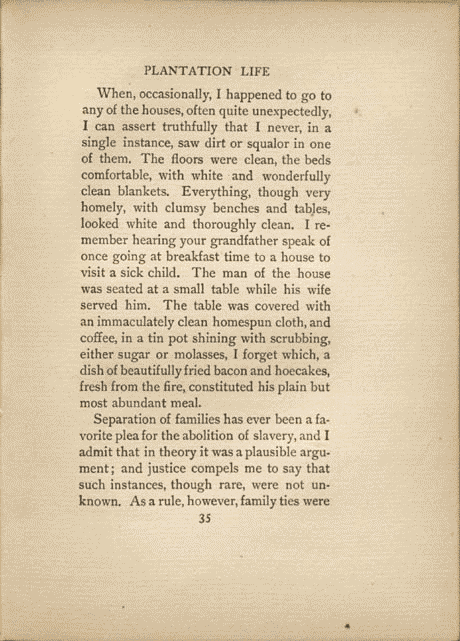 PLANTATION LIFE
When, occasionally, I happened to go to
any of the houses, often quite unexpectedly,
I can assert truthfully that I never, in a
single instance, saw dirt or squalor in one
of them. The floors were clean, the beds
comfortable, with white and wonderfully
clean blankets. Everything, though very
homely, with clumsy benches and tables,
looked white and thoroughly clean. I re-
member hearing your grandfather speak of
once going at breakfast time to a house to
visit a sick child. The man of the house
was seated at a small table while his wife
served him. The table was covered with
an immaculately clean homespun cloth, and
coffee, in a tin pot shining with scrubbing,
either sugar or molasses, I forget which, a
dish of beautifully fried bacon and hoecakes,
fresh from the fire, constituted his plain but
most abundant meal.
Separation of families has ever been a fa-
vorite plea for the abolition of slavery, and I
admit that in theory it was a plausible argu-
ment; and justice compels me to say that
such instances, though rare, were not un-
known. As a rule, however, family ties were
35